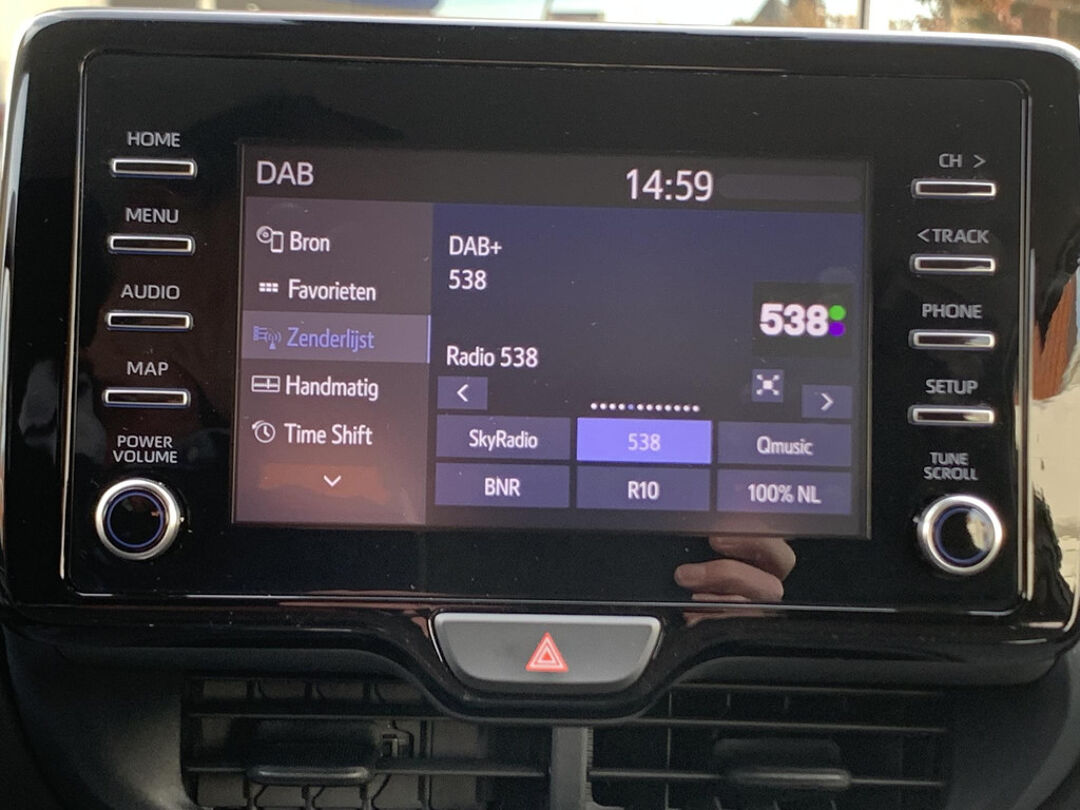 HOME
MENU
AUDIO
MAP
POWER
VOLUME
DAB
14:59
Bron
Favorieten
Zenderlijst
Handmatig
Time Shift
DAB+
538
538
Radio 538
<
>
SkyRadio
538
Qmusic
BNR
R10
100% NL
CH >
<TRACK
PHONE
SETUP
TUNE
SCROLL